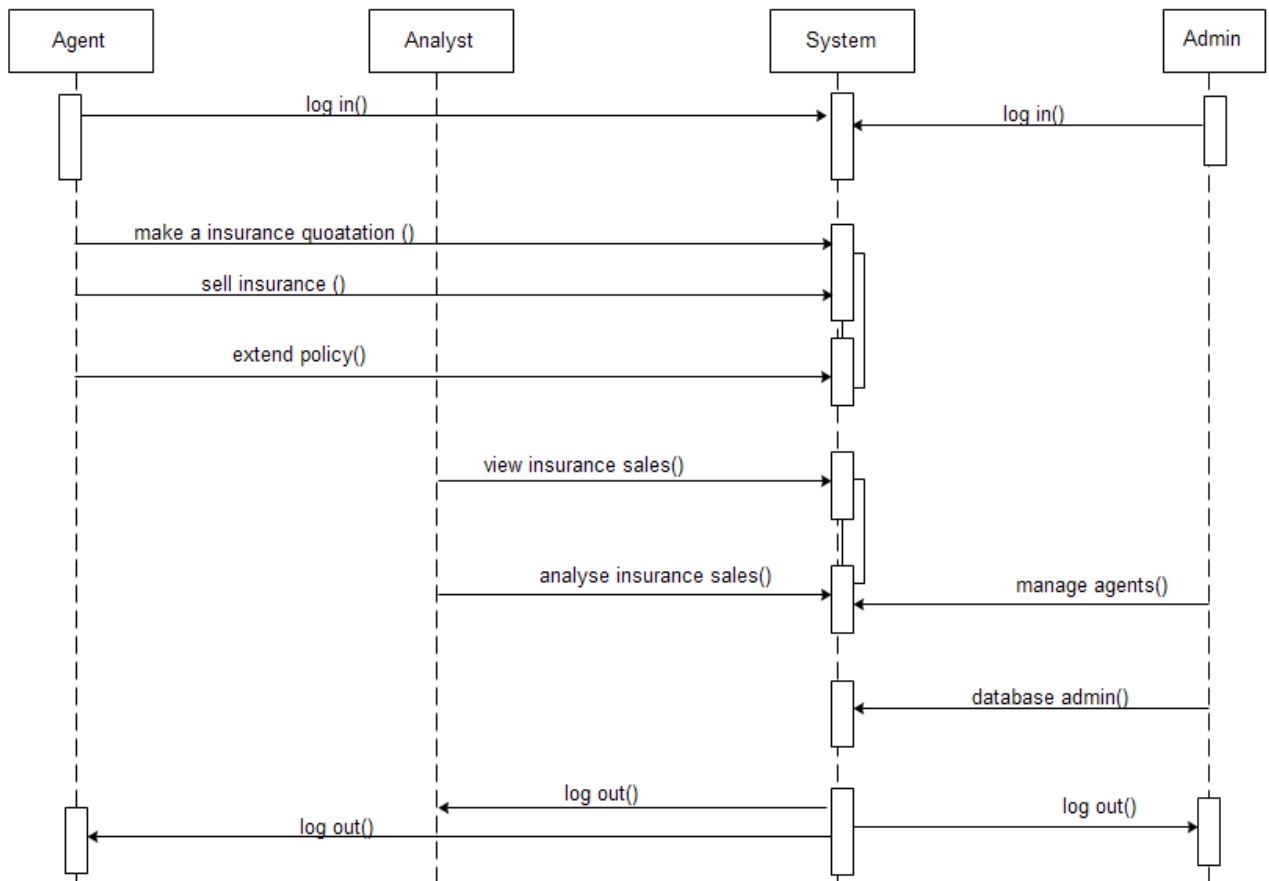 Agent
Analyst
System
Admin
log in()
log in()
make a insurance quoatation ()
sell insurance ()
extend policy()
view insurance sales()
analyse insurance sales()
manage agents()
database admin()
log out()
log out()
log out()